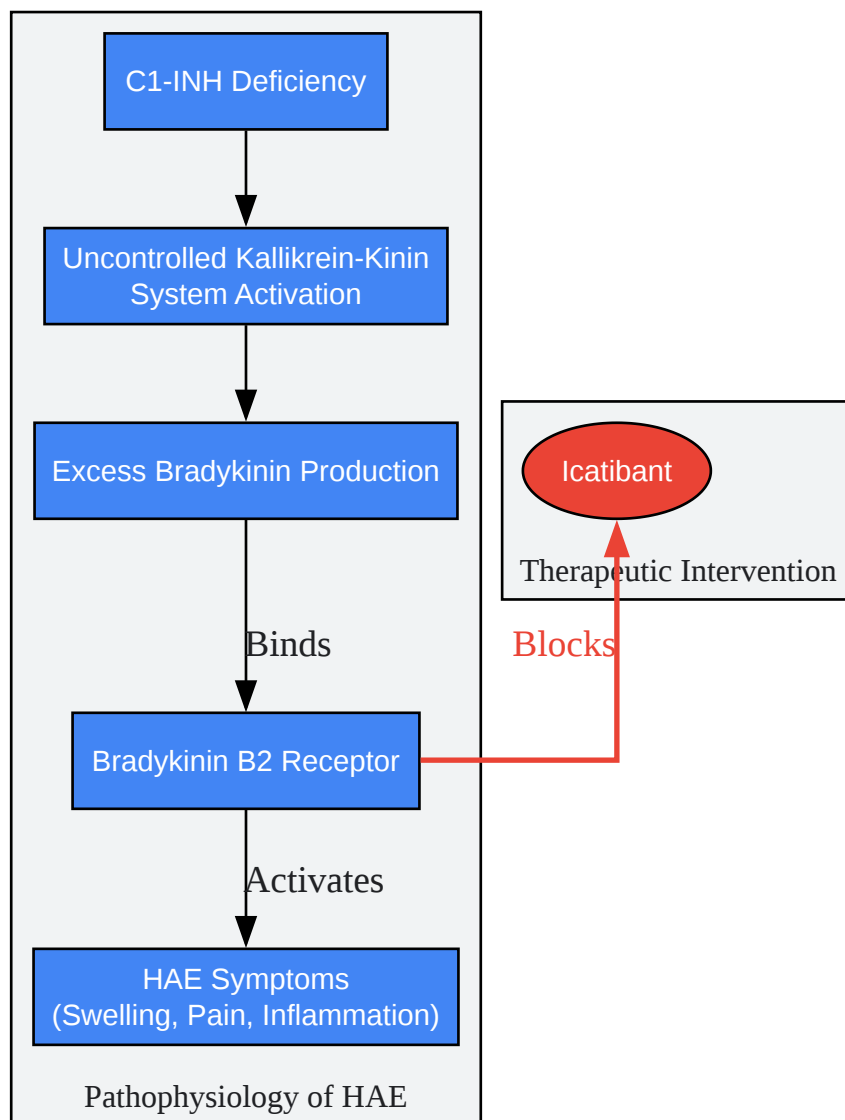 C1-INH Deficiency
Uncontrolled Kallikrein-Kinin
System Activation
Excess Bradykinin Production
Icatibant
Therapeutic Intervention
Binds
Blocks
Bradykinin B2 Receptor
Activates
HAE Symptoms
(Swelling, Pain, Inflammation)
Pathophysiology of HAE